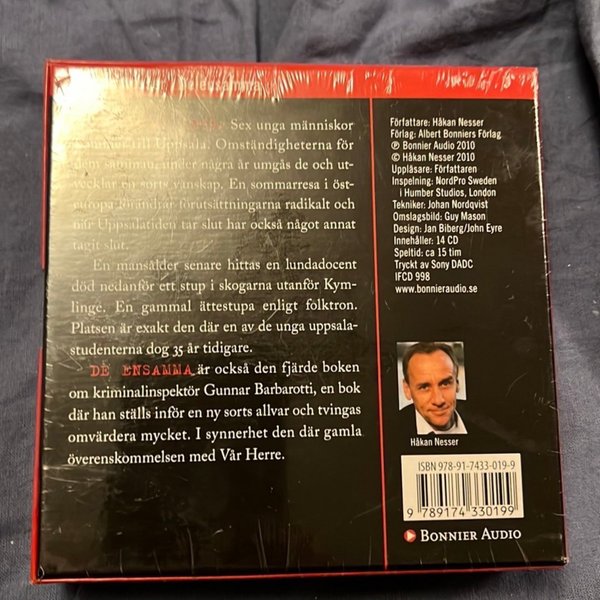 Sex unga människor
till Uppsala. Omständigheterna för
dem samman, under några år umgås de och ut-
vecklar en sorts vänskap. En sommarresa i öst-
europa förändrar förutsättningarna radikalt och
när Uppsalatiden tar slut har också något annat
tagit slut.
En mansålder senare hittas en lundadocent
död nedanför ett stup i skogarna utanför Kym-
linge. En gammal ättestupa enligt folktron.
Platsen är exakt den där en av de unga uppsala-
studenterna dog 35 år tidigare.
DE ENSAMMA är också den fjärde boken
om kriminalinspektör Gunnar Barbarotti, en bok
där han ställs inför en ny sorts allvar och tvingas
omvärdera mycket. I synnerhet den där gamla
överenskommelsen med Vår Herre.
Författare: Håkan Nesser
Förlag: Albert Bonniers Förlag
℗ Bonnier Audio 2010
© Håkan Nesser 2010
Uppläsare: Författaren
Inspelning: NordPro Sweden
i Humber Studios, London
Tekniker: Johan Nordqvist
Omslagsbild: Guy Mason
Design: Jan Biberg/John Eyre
Innehåller: 14 CD
Speltid: ca 15 tim
Tryckt av Sony DADC
IFCD 998
www.bonnieraudio.se
Håkan Nesser
ISBN 978-91-7433-019-9
9 789174 330199
BONNIER AUDIO